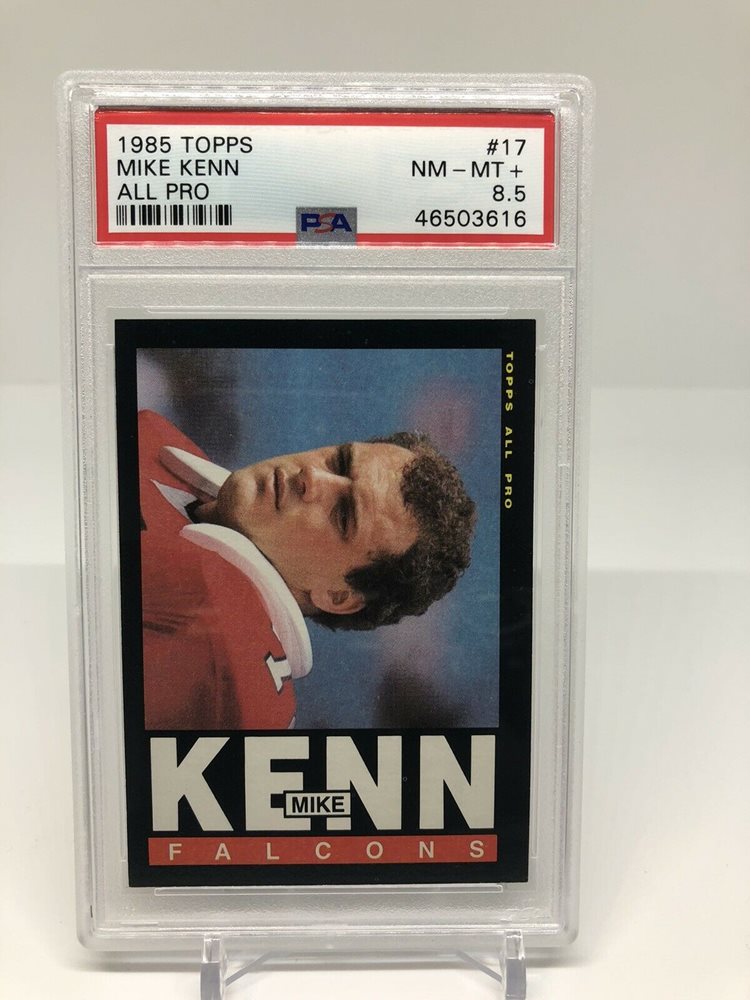 1985 TOPPS #17
MIKE KENN NM - MT +
ALL PRO 8.5
PSA 46503616
TOPPS ALL PRO
KENN
MIKE
FALCONS